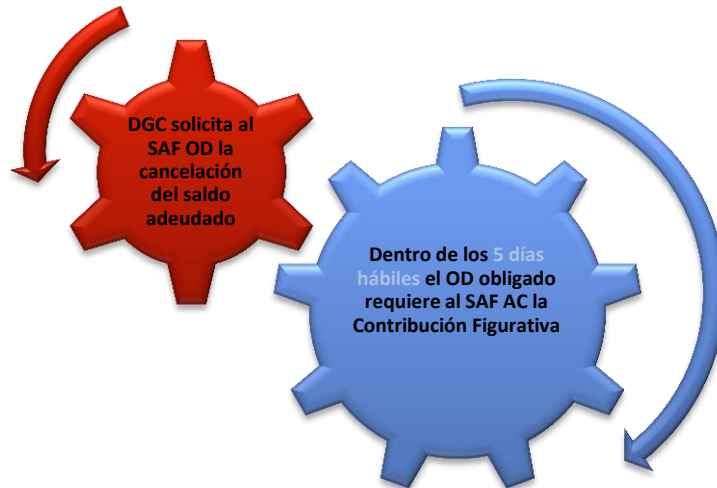 DGC solicita al
SAF OD la
cancelación
del saldo
adeudado
Dentro de los 5 días
hábiles el OD obligado
requiere al SAF AC la
Contribución Figurativa